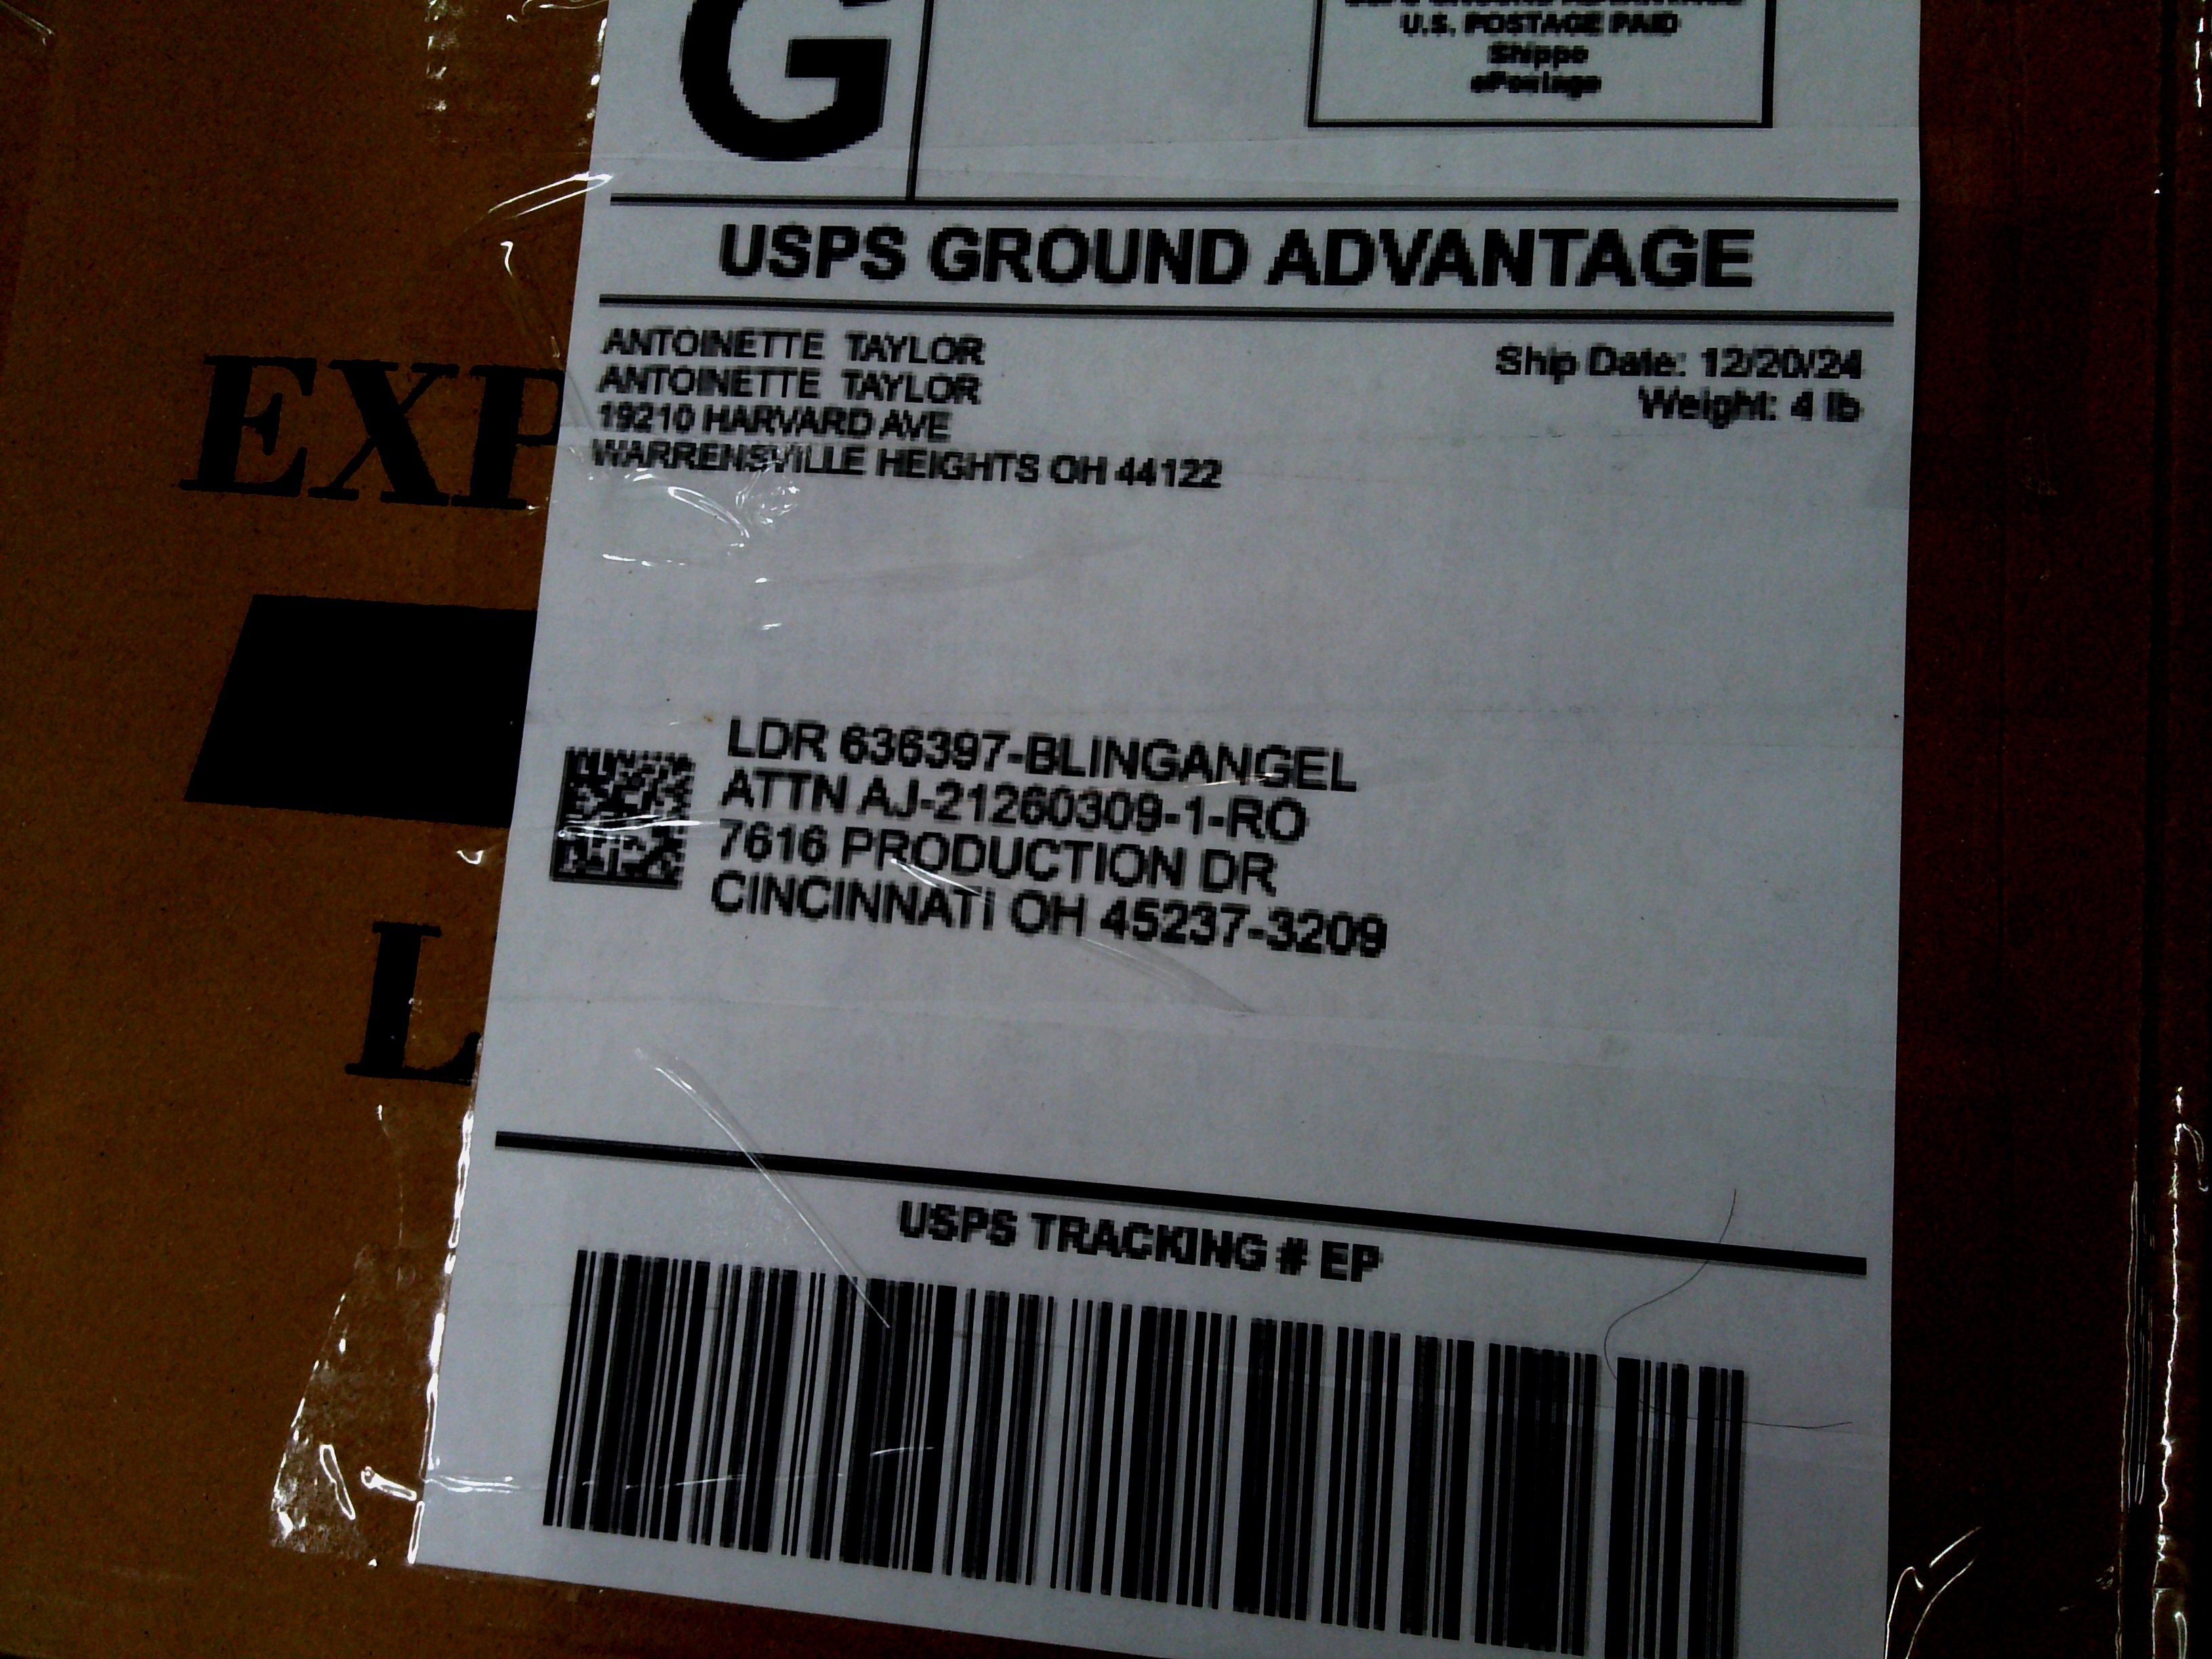 G
U.S. POSTAGE PAID
Shippo
ePostage
USPS GROUND ADVANTAGE
ANTOINETTE TAYLOR
ANTOINETTE TAYLOR
19210 HARVARD AVE
WARRENSVILLE HEIGHTS OH 44122
Ship Date: 12/20/24
Weight: 4 lb
EXP
LDR 636397-BLINGANGEL
ATTN AJ-21260309-1-RO
7616 PRODUCTION DR
CINCINNATI OH 45237-3209
L
USPS TRACKING # EP